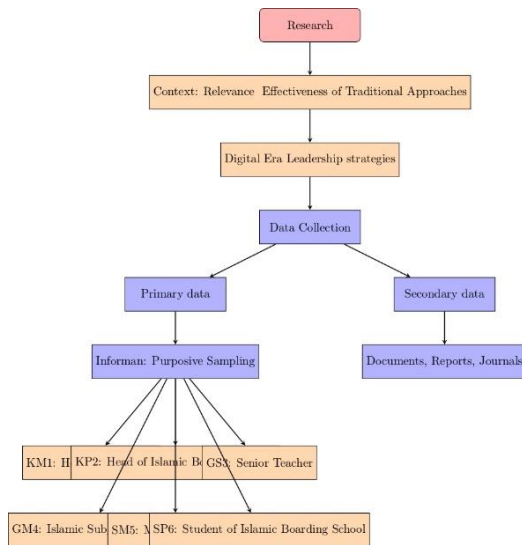 Research
Context: Relevance Effectiveness of Traditional Approaches
Digital Era Leadership strategies
Data Collection
Primary data
Secondary data
Informan: Purposive Sampling
Documents, Reports, Journals
KM1: H
KP2: Head of Islamic Bo
GS3: Senior Teacher
GM4: Islamic Sub
SM5: M
SP6: Student of Islamic Boarding School